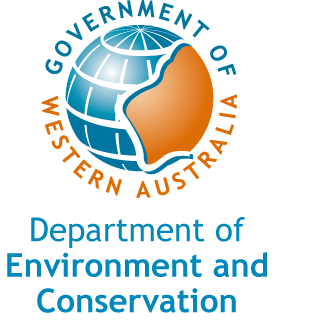 GOVERNMENT OF
WESTERN AUSTRALIA
Department of
Environment and
Conservation